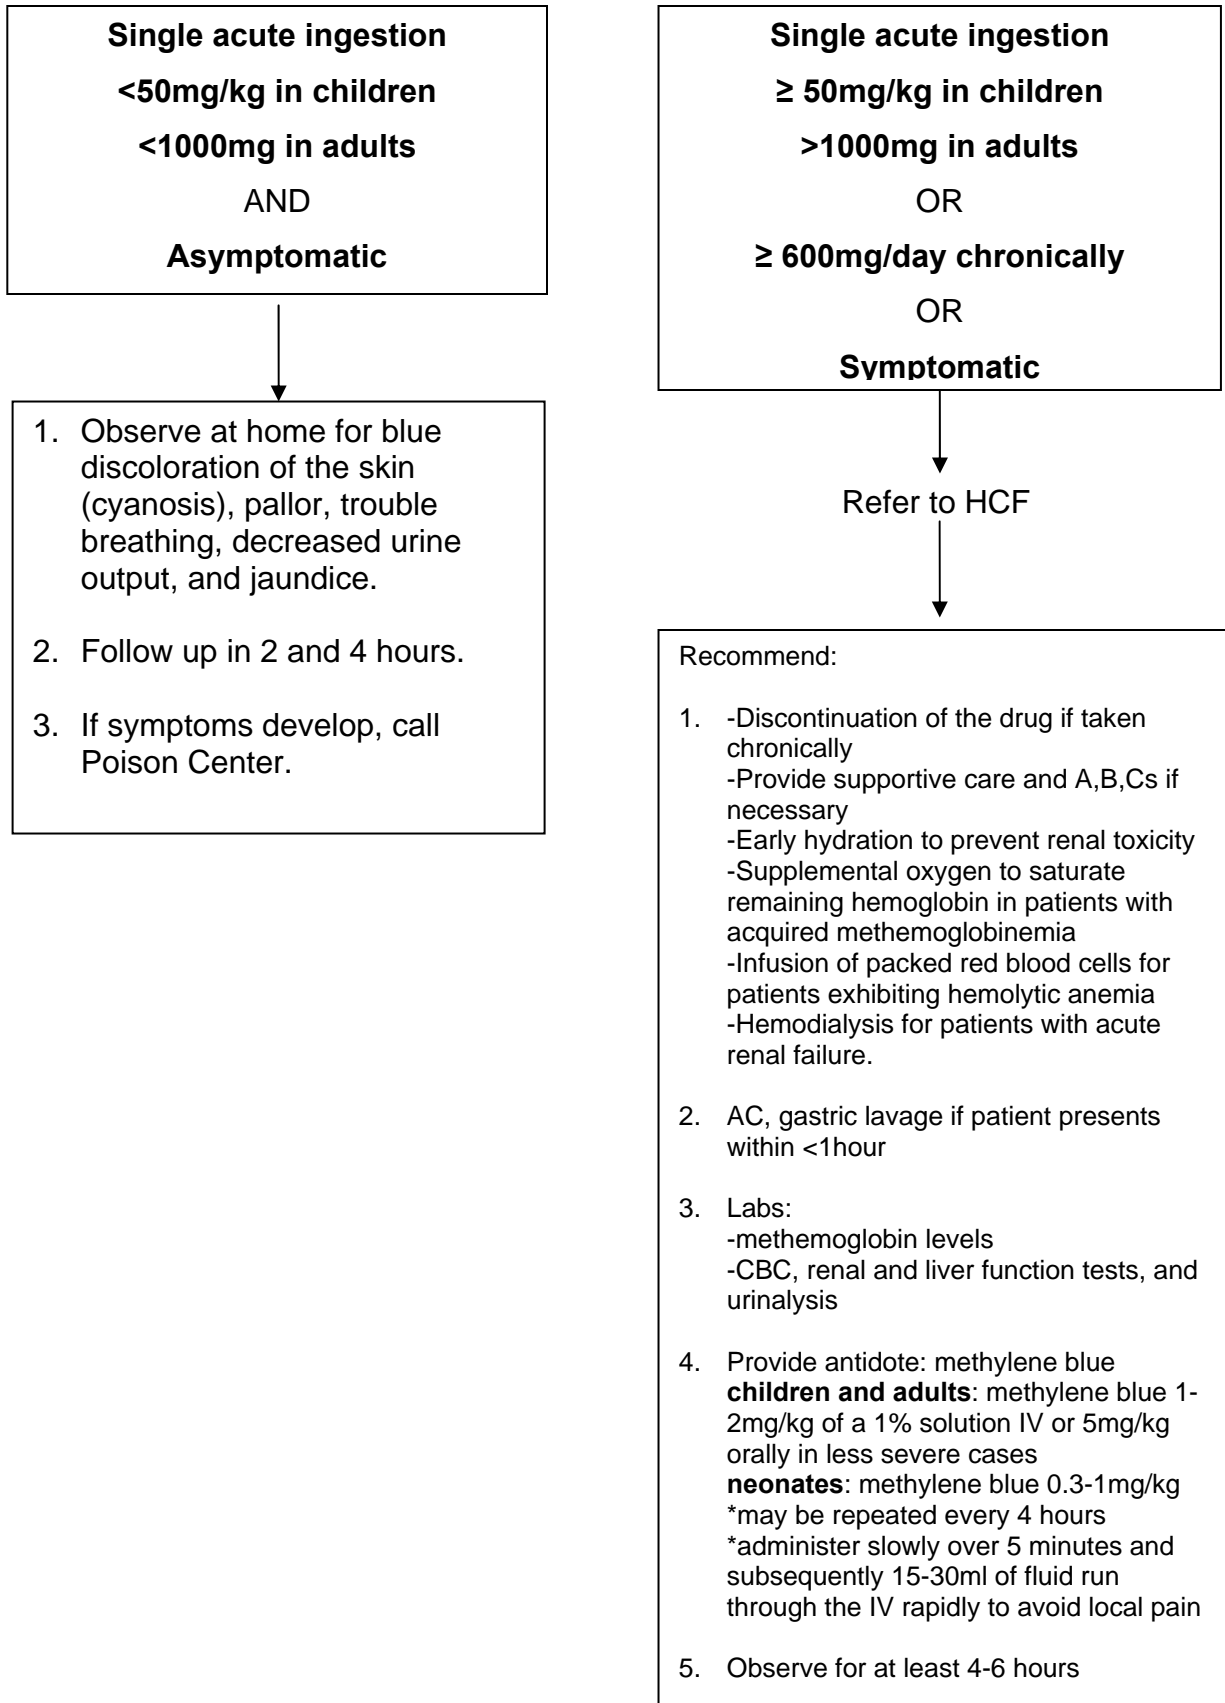 Single acute ingestion
<50mg/kg in children
<1000mg in adults
AND
Asymptomatic
1. Observe at home for blue
discoloration of the skin
(cyanosis), pallor, trouble
breathing, decreased urine
output, and jaundice.
2. Follow up in 2 and 4 hours.
3. If symptoms develop, call
Poison Center.
Single acute ingestion
≥ 50mg/kg in children
>1000mg in adults
OR
≥ 600mg/day chronically
OR
Symptomatic
Refer to HCF
Recommend:
1. -Discontinuation of the drug if taken
chronically
-Provide supportive care and A,B,Cs if
necessary
-Early hydration to prevent renal toxicity
-Supplemental oxygen to saturate
remaining hemoglobin in patients with
acquired methemoglobinemia
-Infusion of packed red blood cells for
patients exhibiting hemolytic anemia
-Hemodialysis for patients with acute
renal failure.
2. AC, gastric lavage if patient presents
within <1hour
3. Labs:
-methemoglobin levels
-CBC, renal and liver function tests, and
urinalysis
4. Provide antidote: methylene blue
children and adults: methylene blue 1-
2mg/kg of a 1% solution IV or 5mg/kg
orally in less severe cases
neonates: methylene blue 0.3-1mg/kg
*may be repeated every 4 hours
*administer slowly over 5 minutes and
subsequently 15-30ml of fluid run
through the IV rapidly to avoid local pain
5. Observe for at least 4-6 hours